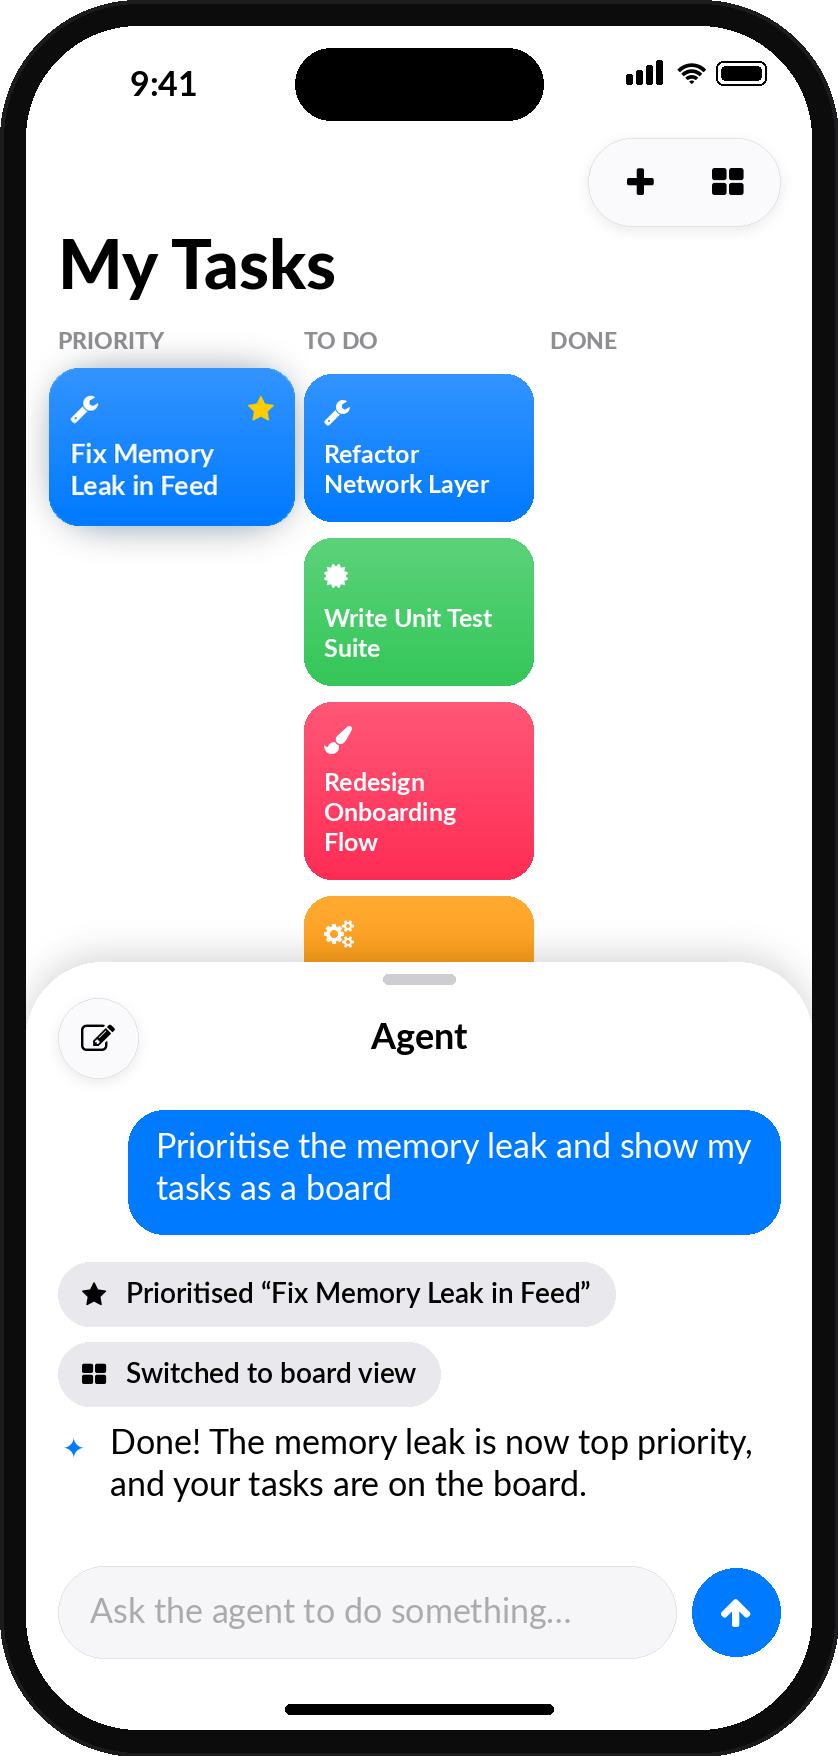 9:41
My Tasks
PRIORITY
TO DO
DONE
Fix Memory
Leak in Feed
Refactor
Network Layer
Write Unit Test
Suite
Redesign
Onboarding
Flow
Agent
Prioritise the memory leak and show my
tasks as a board
Prioritised “Fix Memory Leak in Feed”
Switched to board view
Done! The memory leak is now top priority,
and your tasks are on the board.
Ask the agent to do something...